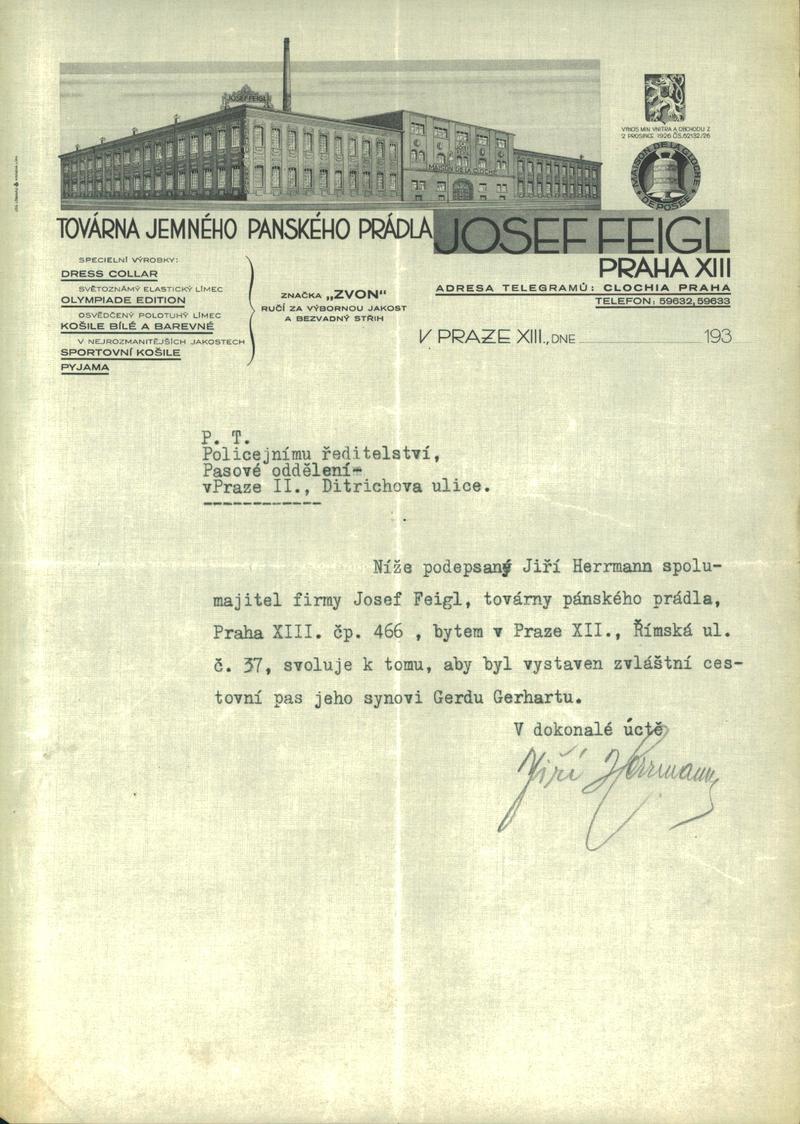 JOSEF FEIGL
MAISON DE LA CLOCHE
VÝNOS MIN. VNITRA A OBCHODU Z
2 PROSINCE 1926 ČS. 62132/26
MAISON DE LA CLOCHE
DEPOSÉE
TOVÁRNA JEMNÉHO PANSKÉHO PRÁDLA
JOSEF FEIGL
PRAHA XIII
ADRESA TELEGRAMŮ: CLOCHIA PRAHA
TELEFON: 59632, 59633
SPECIELNÍ VÝROBKY:
DRESS COLLAR
SVĚTOZNÁMÝ ELASTICKÝ LÍMEC
OLYMPIADE EDITION
OSVĚDČENÝ POLOTUHÝ LÍMEC
KOŠILE BÍLÉ A BAREVNÉ
V NEJROZMANITĚJŠÍCH JAKOSTECH
SPORTOVNÍ KOŠILE
PYJAMA
ZNAČKA „ZVON“
RUČÍ ZA VÝBORNOU JAKOST
A BEZVADNÝ STŘIH
V PRAZE XIII., DNE 193
P. T.
Policejnímu ředitelství,
Pasové oddělení-
vPraze II., Ditrichova ulice.
Níže podepsaný Jiří Herrmann spolu-
majitel firmy Josef Feigl, továrny pánského prádla,
Praha XIII. čp. 466 , bytem v Praze XII., Římská ul.
č. 37, svoluje k tomu, aby byl vystaven zvláštní ces-
tovní pas jeho synovi Gerdu Gerhartu.
V dokonalé úctě
Jiří Herrmann